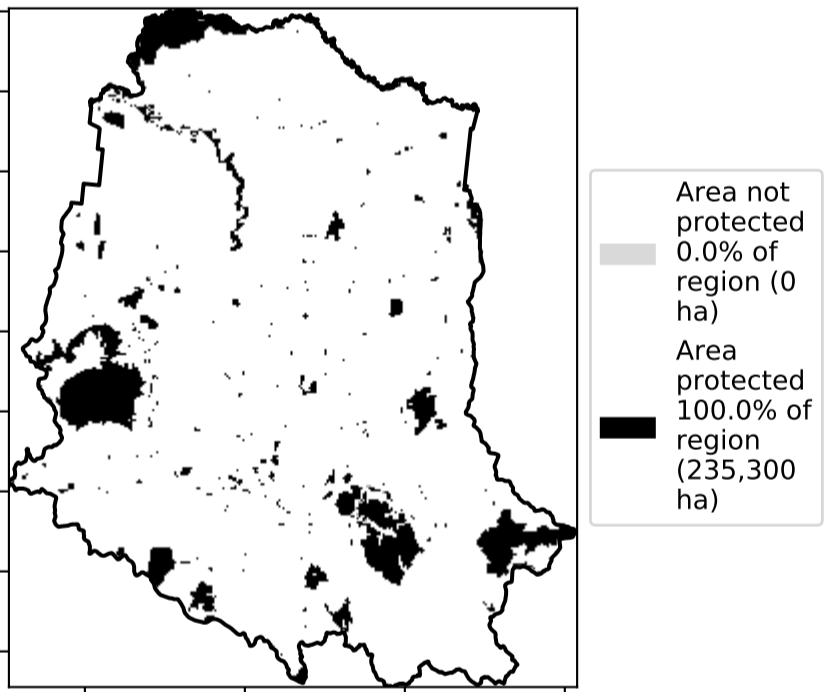 Area not
protected
0.0% of
region (0
ha)
Area
protected
100.0% of
region
(235,300
ha)